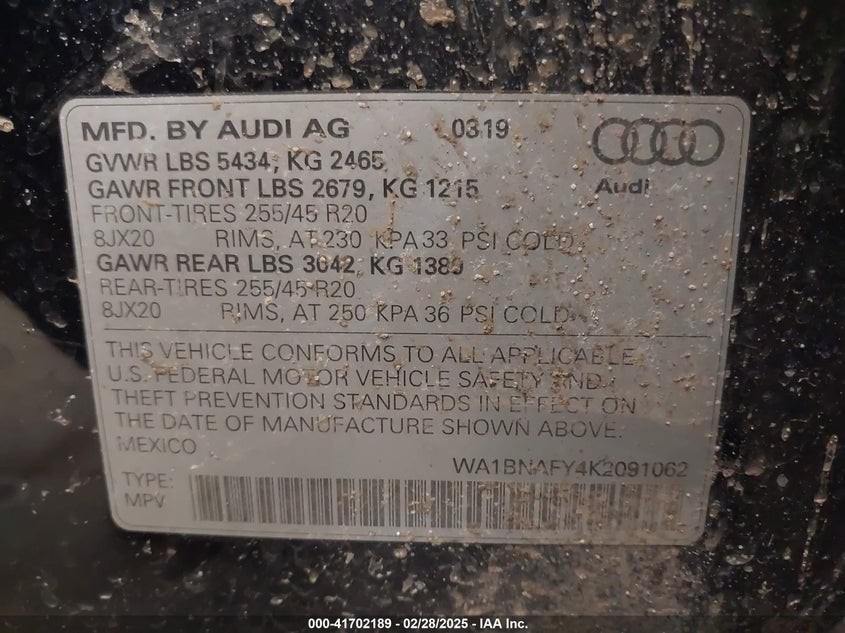 MFD. BY AUDI AG 03.19
GVWR LBS 5434, KG 2465
Audi
GAWR FRONT LBS 2679, KG 1215
FRONT-TIRES 255/45 R20
8JX20 RIMS, AT 230 KPA 33 PSI COLD
GAWR REAR LBS 3042, KG 1380
REAR-TIRES 255/45 R20
8JX20 RIMS, AT 250 KPA 36 PSI COLD
THIS VEHICLE CONFORMS TO ALL APPLICABLE
U.S. FEDERAL MOTOR VEHICLE SAFETY AND
THEFT PREVENTION STANDARDS IN EFFECT ON
THE DATE OF MANUFACTURE SHOWN ABOVE.
MEXICO
WA1BNAFY4K2091062
TYPE:
MPV
000-41702189 - 02/28/2025 - IAA Inc.